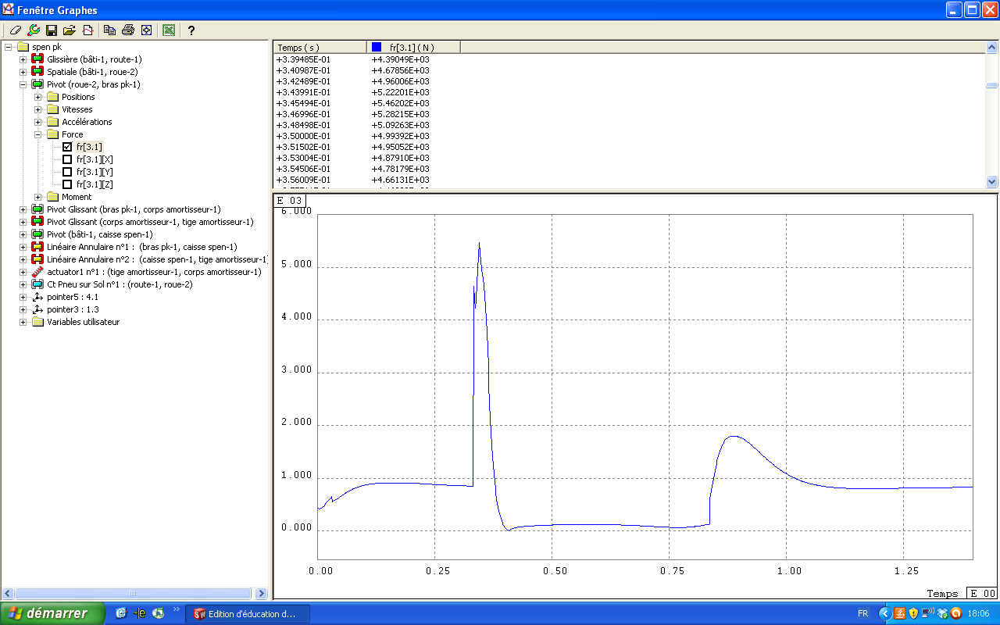 Fenêtre Graphes
?
spen pk
Glissière (bâti-1, route-1)
Spatiale (bâti-1, roue-2)
Pivot (roue-2, bras pk-1)
Positions
Vitesses
Accélérations
Force
fr[3.1]
fr[3.1][X]
fr[3.1][Y]
fr[3.1][Z]
Moment
Pivot Glissant (bras pk-1, corps amortisseur-1)
Pivot Glissant (corps amortisseur-1, tige amortisseur-1)
Pivot (bâti-1, caisse spen-1)
Linéaire Annulaire n°1 : (bras pk-1, caisse spen-1)
Linéaire Annulaire n°2 : (caisse spen-1, tige amortisseur-1)
actuator1 n°1 : (tige amortisseur-1, corps amortisseur-1)
Ct Pneu sur Sol n°1 : (route-1, roue-2)
pointer5 : 4.1
pointer3 : 1.3
Variables utilisateur
Temps ( s ) fr[3.1] ( N )
+3.39485E-01 +4.39049E+03
+3.40987E-01 +4.67856E+03
+3.42489E-01 +4.96006E+03
+3.43991E-01 +5.22201E+03
+3.45494E-01 +5.46202E+03
+3.46996E-01 +5.28215E+03
+3.48498E-01 +5.09263E+03
+3.50000E-01 +4.99392E+03
+3.51502E-01 +4.95052E+03
+3.53004E-01 +4.87910E+03
+3.54506E-01 +4.78179E+03
+3.56009E-01 +4.66131E+03
E 03
6.000
5.000
4.000
3.000
2.000
1.000
0.000
0.00 0.25 0.50 0.75 1.00 1.25
Temps E 00
démarrer
Edition d'éducation d...
FR
18:06